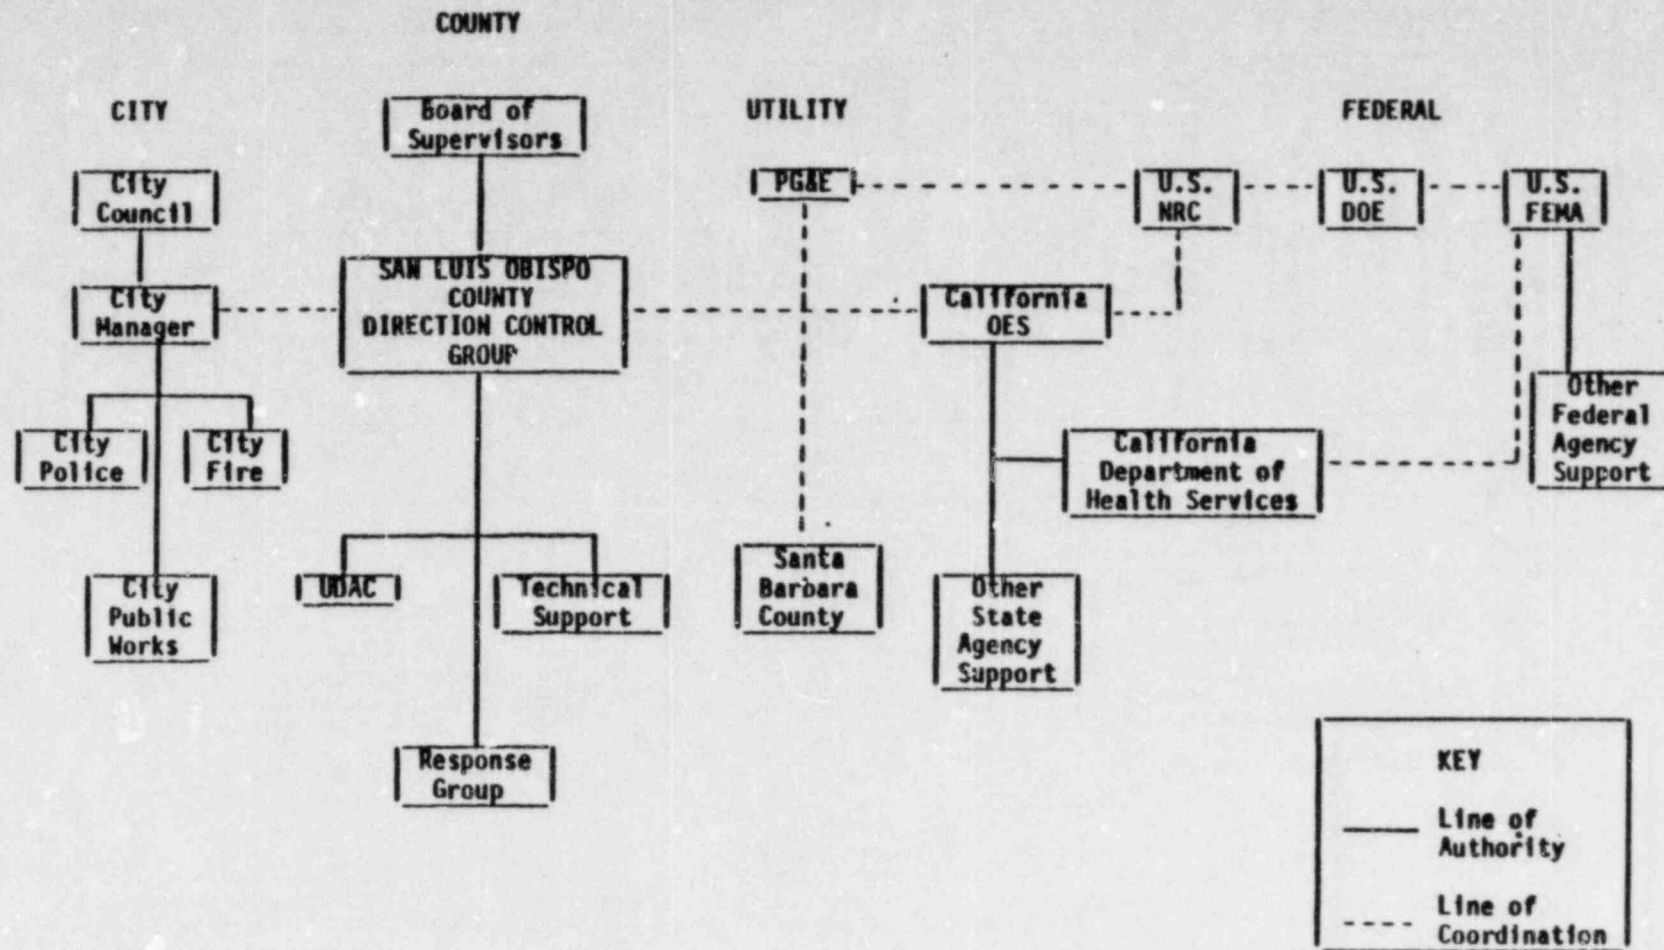 COUNTY
CITY
Board of
Supervisors
UTILITY
FEDERAL
City
Council
PG&E
U.S.
NRC
U.S.
DOE
U.S.
FEMA
City
Manager
SAN LUIS OBISPO
COUNTY
DIRECTION CONTROL
GROUP
California
OES
Other
Federal
Agency
Support
City
Police
City
Fire
California
Department of
Health Services
City
Public
Works
UDAC
Technical
Support
Santa
Barbara
County
Other
State
Agency
Support
Response
Group
KEY
Line of
Authority
Line of
Coordination